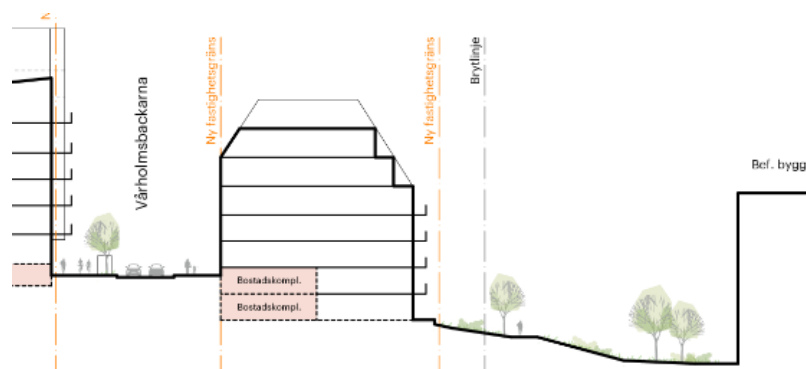 Vårholmsbackarna
Ny fastighetsgräns
Ny fastighetsgräns
Brytlinje
Bef. bygg
Bostadskompl.
Bostadskompl.